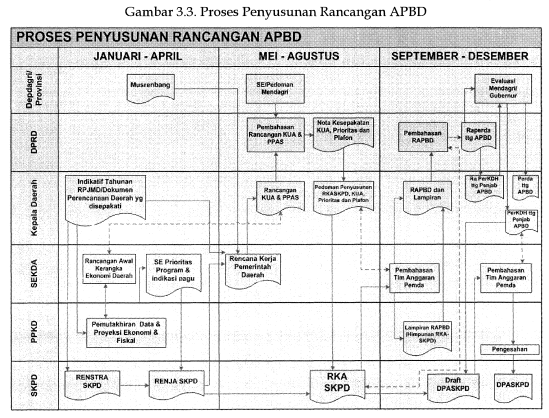 Gambar 3.3. Proses Penyusunan Rancangan APBD
PROSES PENYUSUNAN RANCANGAN APBD
JANUARI - APRIL
MEI - AGUSTUS
SEPTEMBER - DESEMBER
Depdagri/
Provinsi
Musrenbang
SE/Pedoman
Mendagri
Evaluasi
Mendagri/
Gubernur
DPRD
Pembahasan
Rancangan KUA &
PPAS
Nota Kesepakatan
KUA, Prioritas dan
Plafon
Pembahasan
RAPBD
Raperda
ttg APBD
Kepala Daerah
Indikatif Tahunan
RPJMD/Dokumen
Perencanaan Daerah yg
disepakati
Rancangan
KUA & PPAS
Pedoman Penyusunan
RKASKPD, KUA,
Prioritas dan Plafon
RAPBD dan
Lampiran
Ra PerKDH
ttg Penjab
APBD
Perda
ttg
APBD
PerKDH ttg
Penjab
APBD
SEKDA
Rancangan Awal
Kerangka
Ekonomi Daerah
SE Prioritas
Program &
indikasi pagu
Rencana Kerja
Pemerintah
Daerah
Pembahasan
Tim Anggaran
Pemda
Pembahasan
Tim Anggaran
Pemda
PPKD
Pemutakhiran Data &
Proyeksi Ekonomi &
Fiskal
Lampiran RAPBD
(Himpunan RKA-
SKPD)
Pengesahan
SKPD
RENSTRA
SKPD
RENJA SKPD
RKA
SKPD
Draft
DPASKPD
DPASKPD